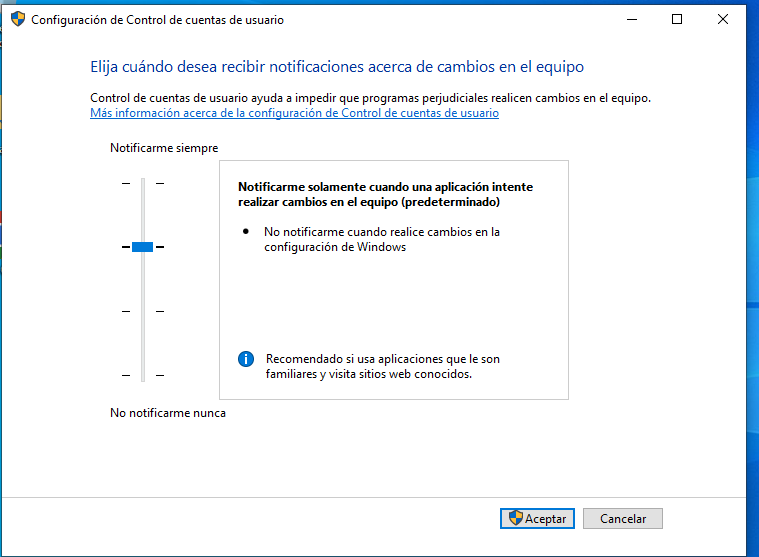 Configuración de Control de cuentas de usuario
Elija cuándo desea recibir notificaciones acerca de cambios en el equipo
Control de cuentas de usuario ayuda a impedir que programas perjudiciales realicen cambios en el equipo.
Más información acerca de la configuración de Control de cuentas de usuario
Notificarme siempre
Notificarme solamente cuando una aplicación intente
realizar cambios en el equipo (predeterminado)
No notificarme cuando realice cambios en la
configuración de Windows
Recomendado si usa aplicaciones que le son
familiares y visita sitios web conocidos.
No notificarme nunca
Aceptar
Cancelar